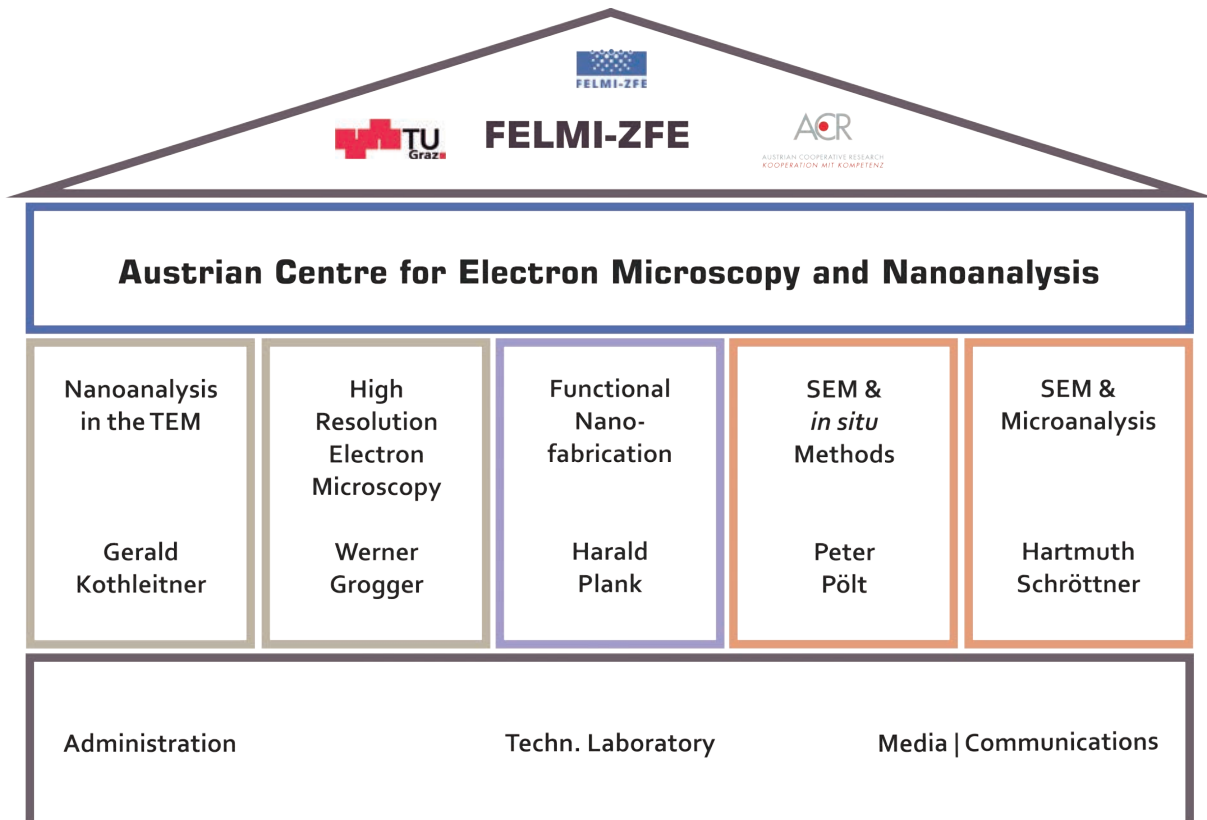 FELMI-ZFE
TU
Graz
FELMI-ZFE
ACR
AUSTRIAN COOPERATIVE RESEARCH
KOOPERATION MIT KOMPETENZ
Austrian Centre for Electron Microscopy and Nanoanalysis
Nanoanalysis
in the TEM
Gerald
Kothleitner
High
Resolution
Electron
Microscopy
Werner
Grogger
Functional
Nano-
fabrication
Harald
Plank
SEM &
in situ
Methods
Peter
Pölt
SEM &
Microanalysis
Hartmuth
Schröttner
Administration
Techn. Laboratory
Media | Communications